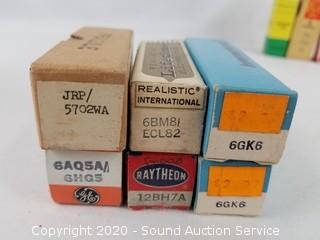 JRP/
5702WA
REALISTIC
INTERNATIONAL
6BM8/
ECL82
6GK6
6AQ5A/
6HG5
GE
RAYTHEON
12BH7A
6GK6
Copyright 2020 - Sound Auction Service